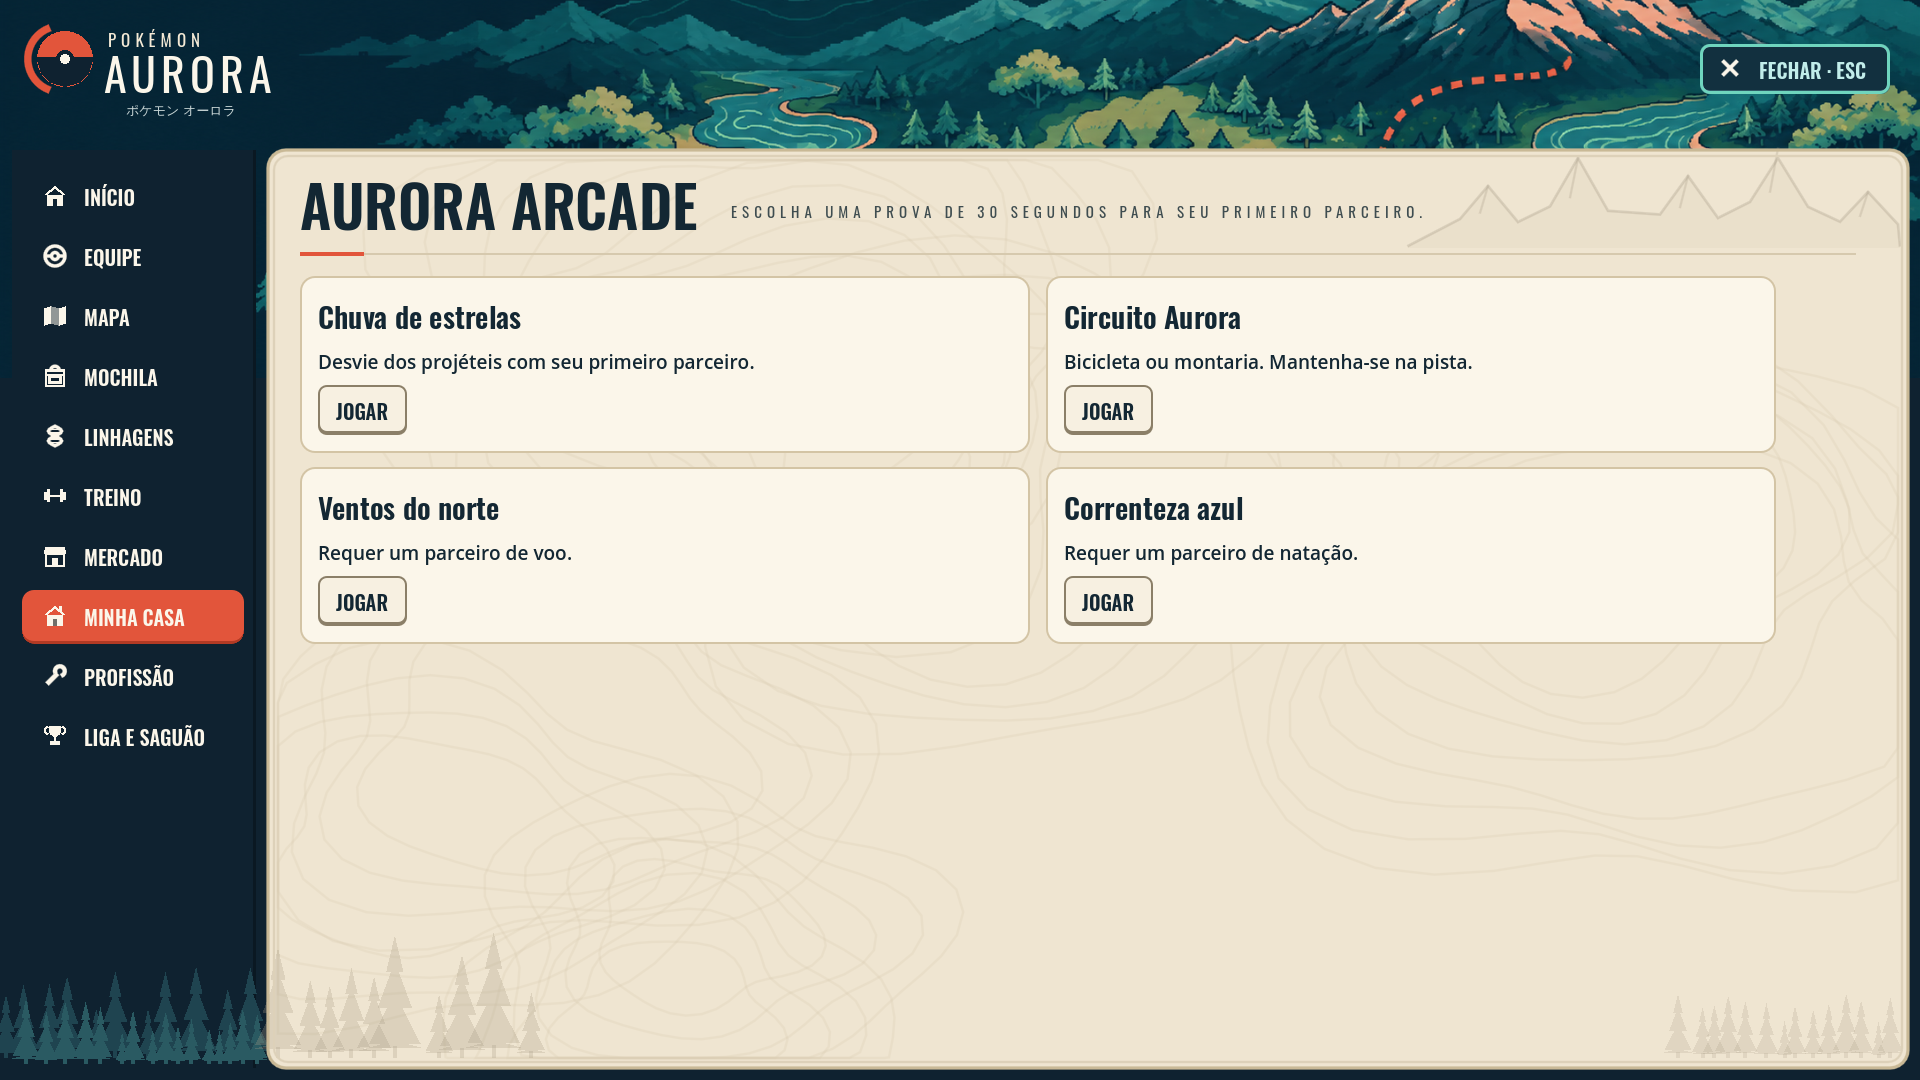 POKÉMON
AURORA
ポケモン オーロラ
✕ FECHAR · ESC
INÍCIO
EQUIPE
MAPA
MOCHILA
LINHAGENS
TREINO
MERCADO
MINHA CASA
PROFISSÃO
LIGA E SAGUÃO
AURORA ARCADE
ESCOLHA UMA PROVA DE 30 SEGUNDOS PARA SEU PRIMEIRO PARCEIRO.
Chuva de estrelas
Desvie dos projéteis com seu primeiro parceiro.
JOGAR
Circuito Aurora
Bicicleta ou montaria. Mantenha-se na pista.
JOGAR
Ventos do norte
Requer um parceiro de voo.
JOGAR
Correnteza azul
Requer um parceiro de natação.
JOGAR